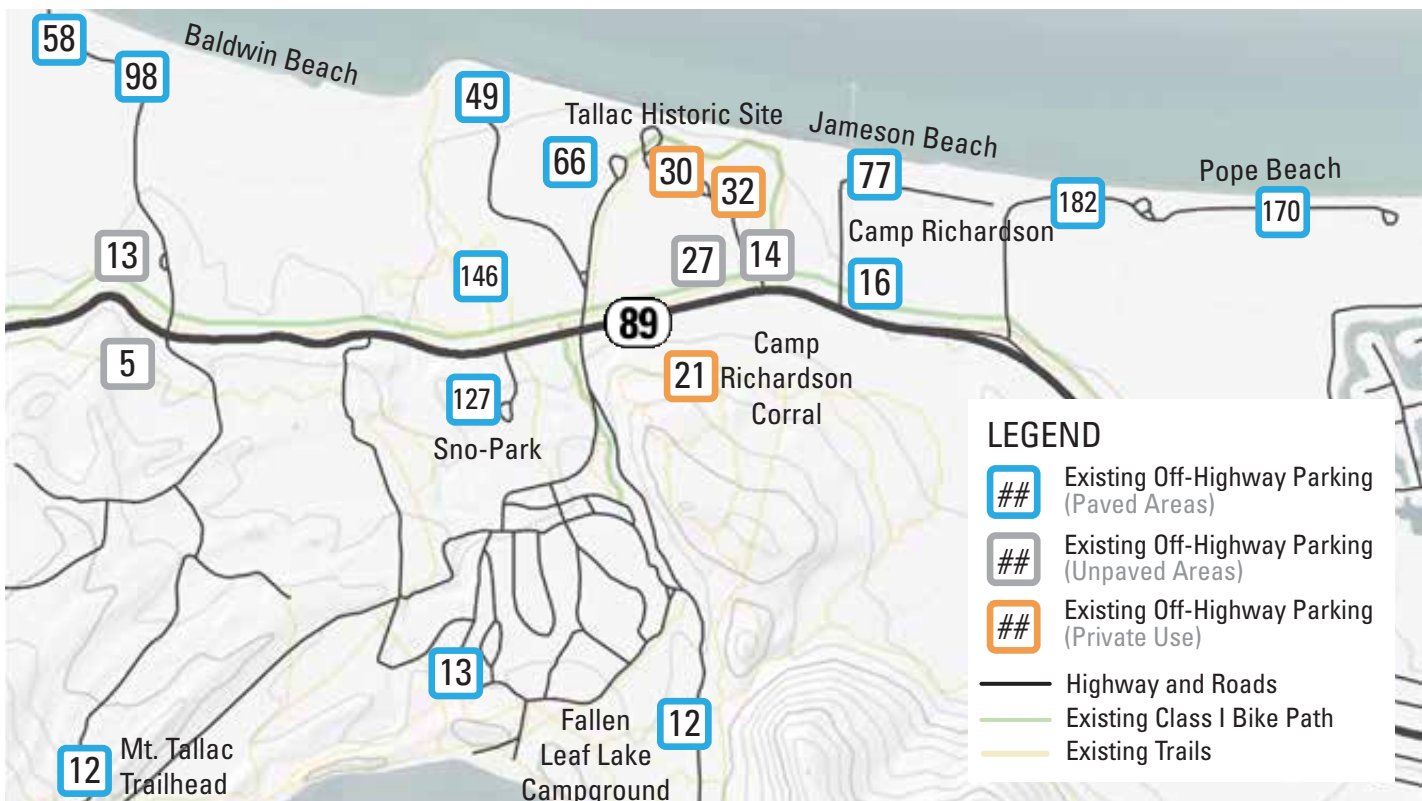 58
98
Baldwin Beach
49
Tallac Historic Site
66
30
32
Jameson Beach
77
Camp Richardson
182
Pope Beach
170
13
146
27
14
16
89
5
127
Sno-Park
21
Camp
Richardson
Corral
13
12
Fallen
Leaf Lake
Campground
12
Mt. Tallac
Trailhead
LEGEND
## Existing Off-Highway Parking
(Paved Areas)
## Existing Off-Highway Parking
(Unpaved Areas)
## Existing Off-Highway Parking
(Private Use)
Highway and Roads
Existing Class I Bike Path
Existing Trails